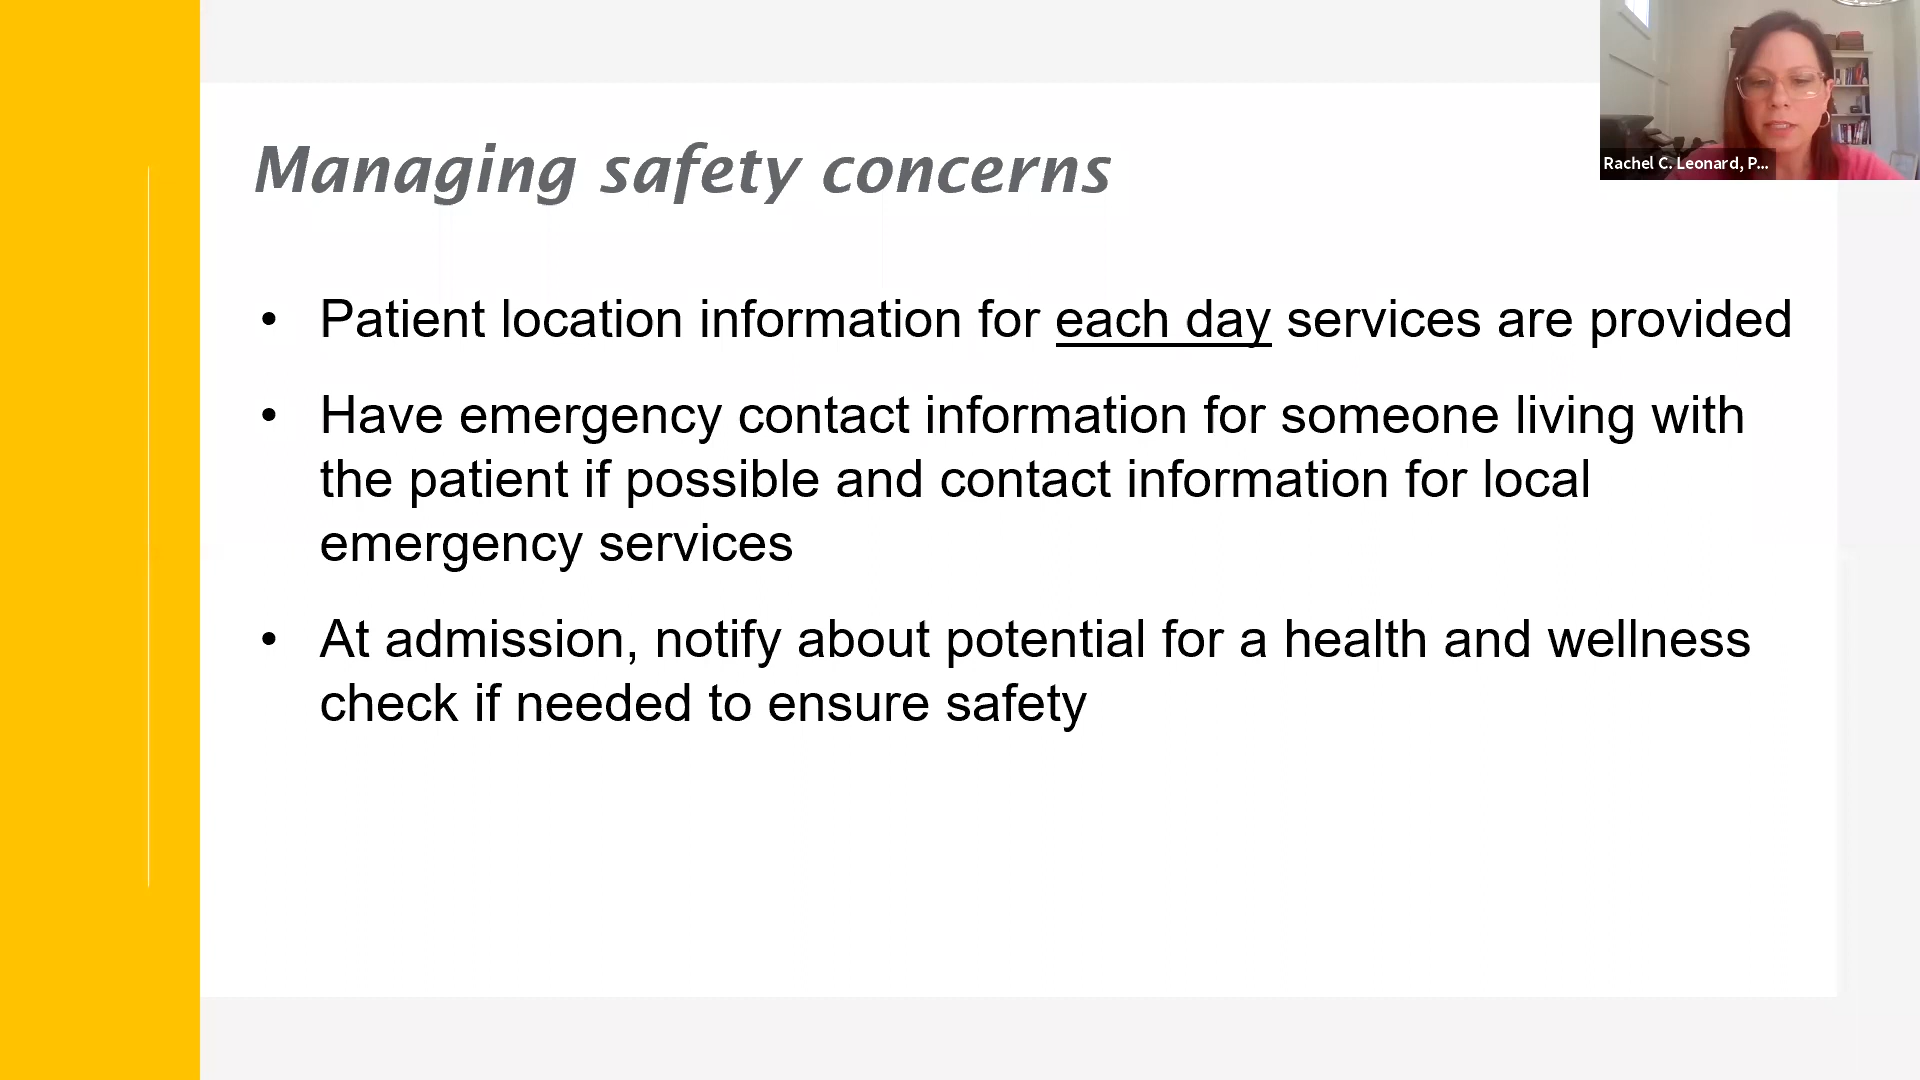 Managing safety concerns
Rachel C. Leonard, P...
• Patient location information for each day services are provided
• Have emergency contact information for someone living with
the patient if possible and contact information for local
emergency services
• At admission, notify about potential for a health and wellness
check if needed to ensure safety